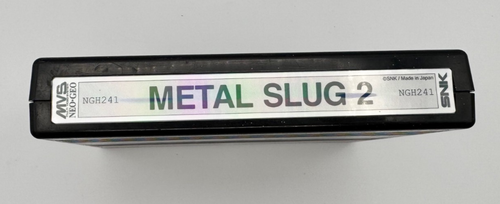 MVS
NEO·GEO
NGH241
METAL SLUG 2
©SNK / Made in Japan
NGH241
SNK